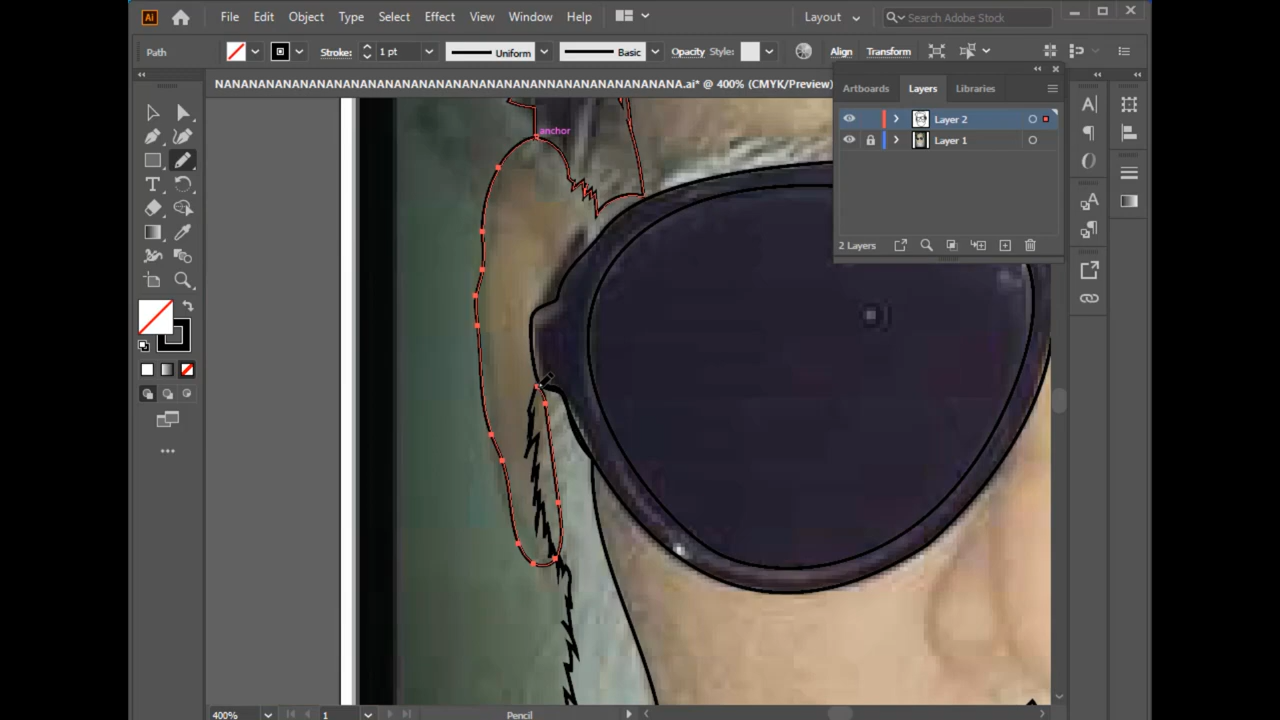 Ai File Edit Object Type Select Effect View Window Help Layout Search Adobe Stock
Path Stroke: 1 pt Uniform Basic Opacity Style: Align Transform
NANANANANANANANANANANANANANANANANANANANNANANANANANANANANANANA.ai* @ 400% (CMYK/Preview)
Artboards Layers Libraries
Layer 2
Layer 1
2 Layers
anchor
400% 1 Pencil